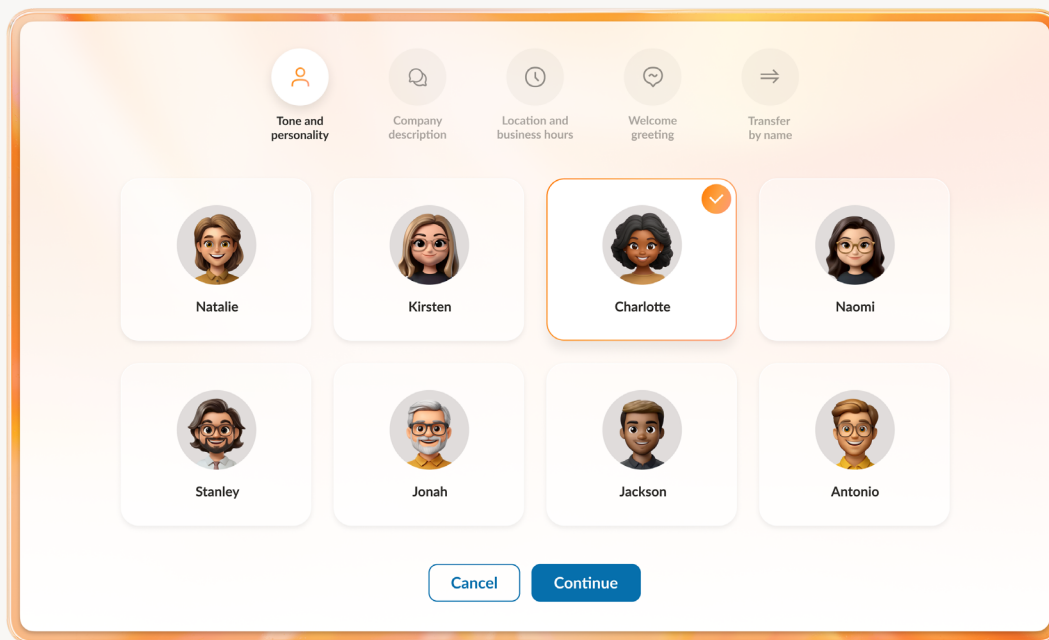 Tone and
personality
Company
description
Location and
business hours
Welcome
greeting
Transfer
by name
Natalie
Kirsten
Charlotte
Naomi
Stanley
Jonah
Jackson
Antonio
Cancel
Continue